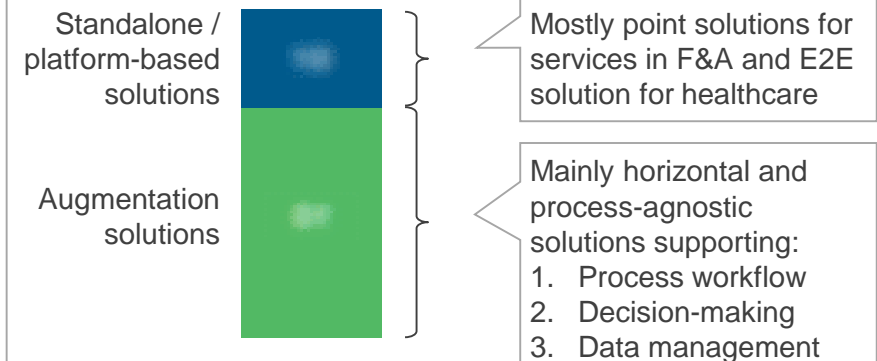 Standalone /
platform-based
solutions
Mostly point solutions for
services in F&A and E2E
solution for healthcare
Augmentation
solutions
Mainly horizontal and
process-agnostic
solutions supporting:
1. Process workflow
2. Decision-making
3. Data management